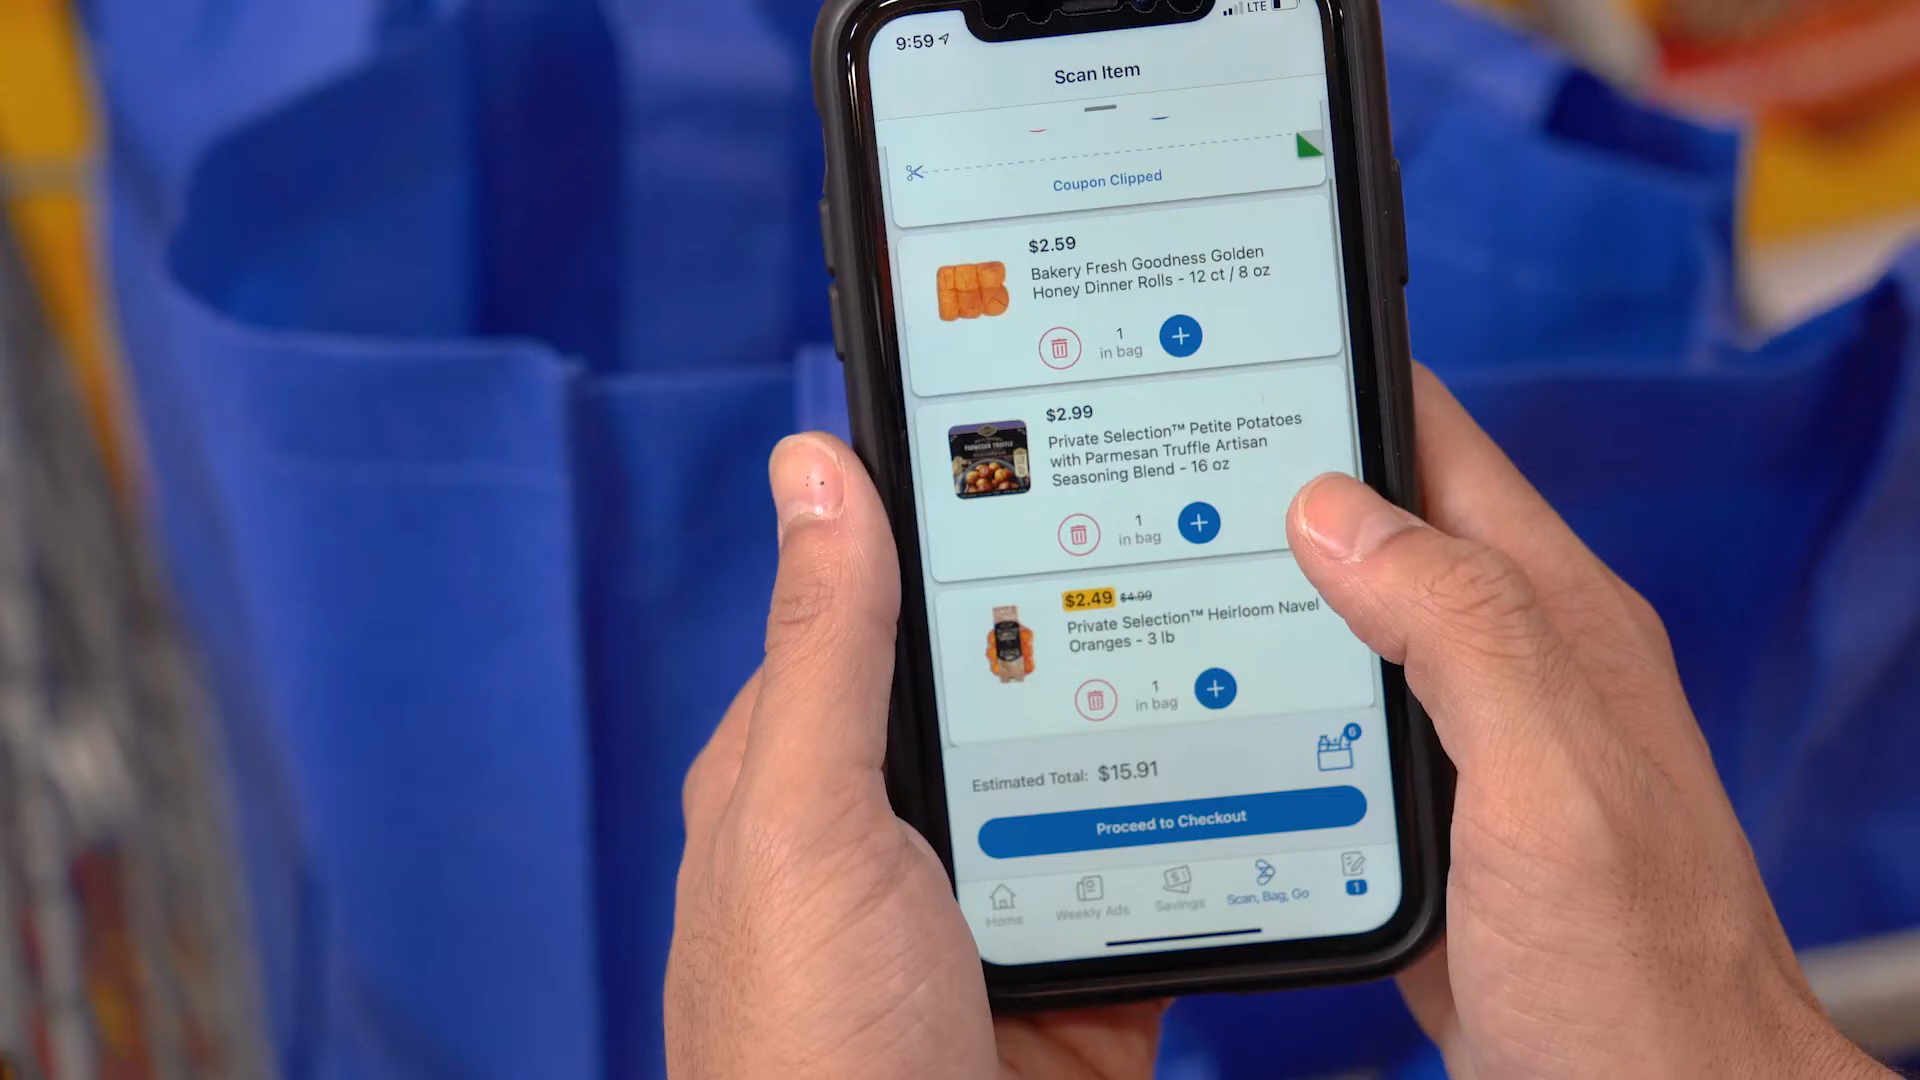 9:59
LTE
Scan Item
Coupon Clipped
$2.59
Bakery Fresh Goodness Golden
Honey Dinner Rolls - 12 ct / 8 oz
1
in bag
$2.99
Private Selection™ Petite Potatoes
with Parmesan Truffle Artisan
Seasoning Blend - 16 oz
PARMESAN TRUFFLE
1
in bag
$2.49 $4.99
Private Selection™ Heirloom Navel
Oranges - 3 lb
1
in bag
6
Estimated Total: $15.91
Proceed to Checkout
Home
Weekly Ads
Savings
Scan, Bag, Go
1